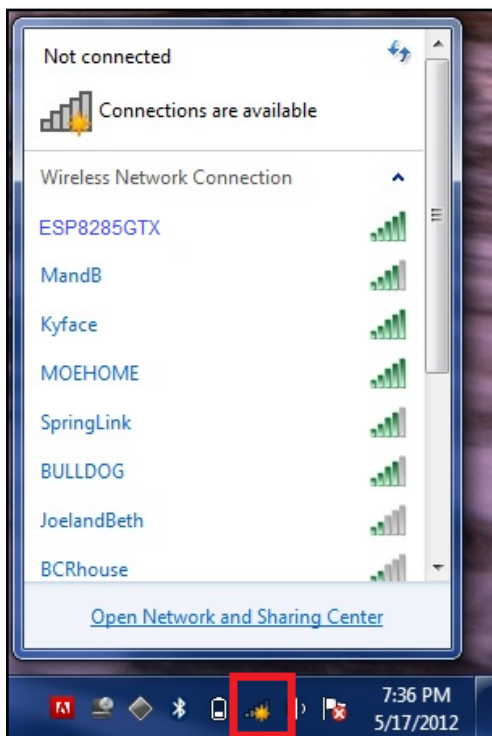 Not connected
Connections are available
Wireless Network Connection
ESP8285GTX
MandB
Kyface
MOEHOME
SpringLink
BULLDOG
JoelandBeth
BCRhouse
Open Network and Sharing Center
7:36 PM
5/17/2012